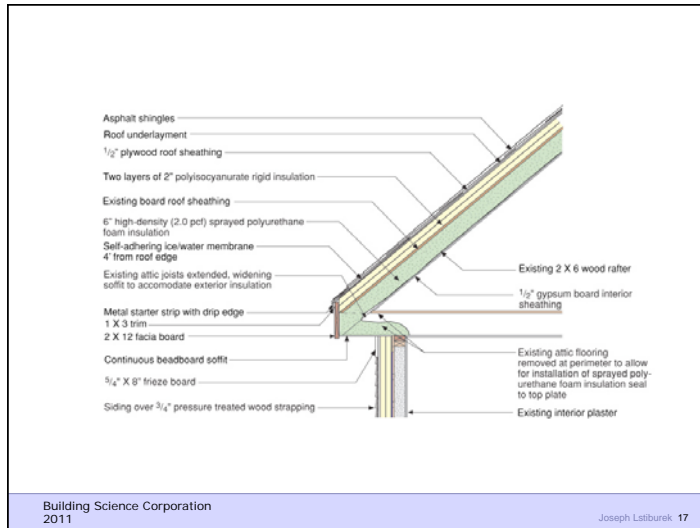 Asphalt shingles
Roof underlayment
1/2" plywood roof sheathing
Two layers of 2" polyisocyanurate rigid insulation
Existing board roof sheathing
6" high-density (2.0 pcf) sprayed polyurethane
foam insulation
Self-adhering ice/water membrane
4' from roof edge
Existing attic joists extended, widening
soffit to accomodate exterior insulation
Metal starter strip with drip edge
1 X 3 trim
2 X 12 facia board
Continuous beadboard soffit
5/4" X 8" frieze board
Siding over 3/4" pressure treated wood strapping
Existing 2 X 6 wood rafter
1/2" gypsum board interior
sheathing
Existing attic flooring
removed at perimeter to allow
for installation of sprayed poly-
urethane foam insulation seal
to top plate
Existing interior plaster
Building Science Corporation
2011
Joseph Lstiburek 17